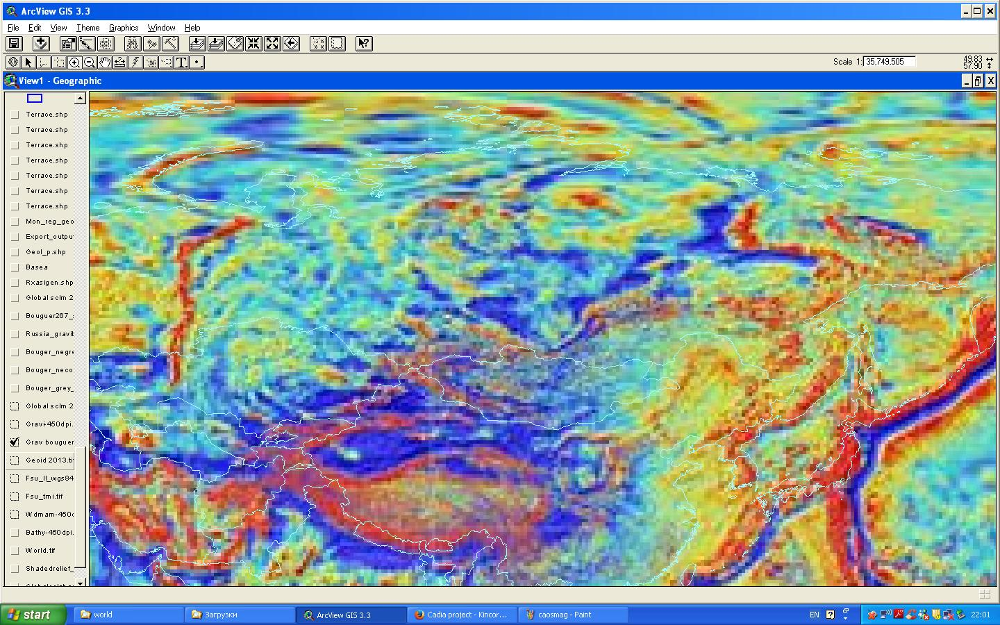 ArcView GIS 3.3
File Edit View Theme Graphics Window Help
Scale 1: 35,749,505
49.83
57.90
View1 - Geographic
Terrace.shp
Terrace.shp
Terrace.shp
Terrace.shp
Terrace.shp
Terrace.shp
Terrace.shp
Mon_reg_geo
Export_outpu
Geol_p.shp
Basea
Rxasigen.shp
Global sclm 2
Bouguer267_
Russia_gravit
Bouger_negre
Bouger_neco
Bouger_grey_
Global sclm 2
Gravi-450dpi.
Grav bouguer
Geoid 2013.ti
Fsu_ll_wgs84
Fsu_tmi.tif
Wdmam-450
Bathy-450dpi.
World.tif
Shadedrelief_
start world Загрузки ArcView GIS 3.3 Cadia project - Kincor... caosmag - Paint EN 22:01